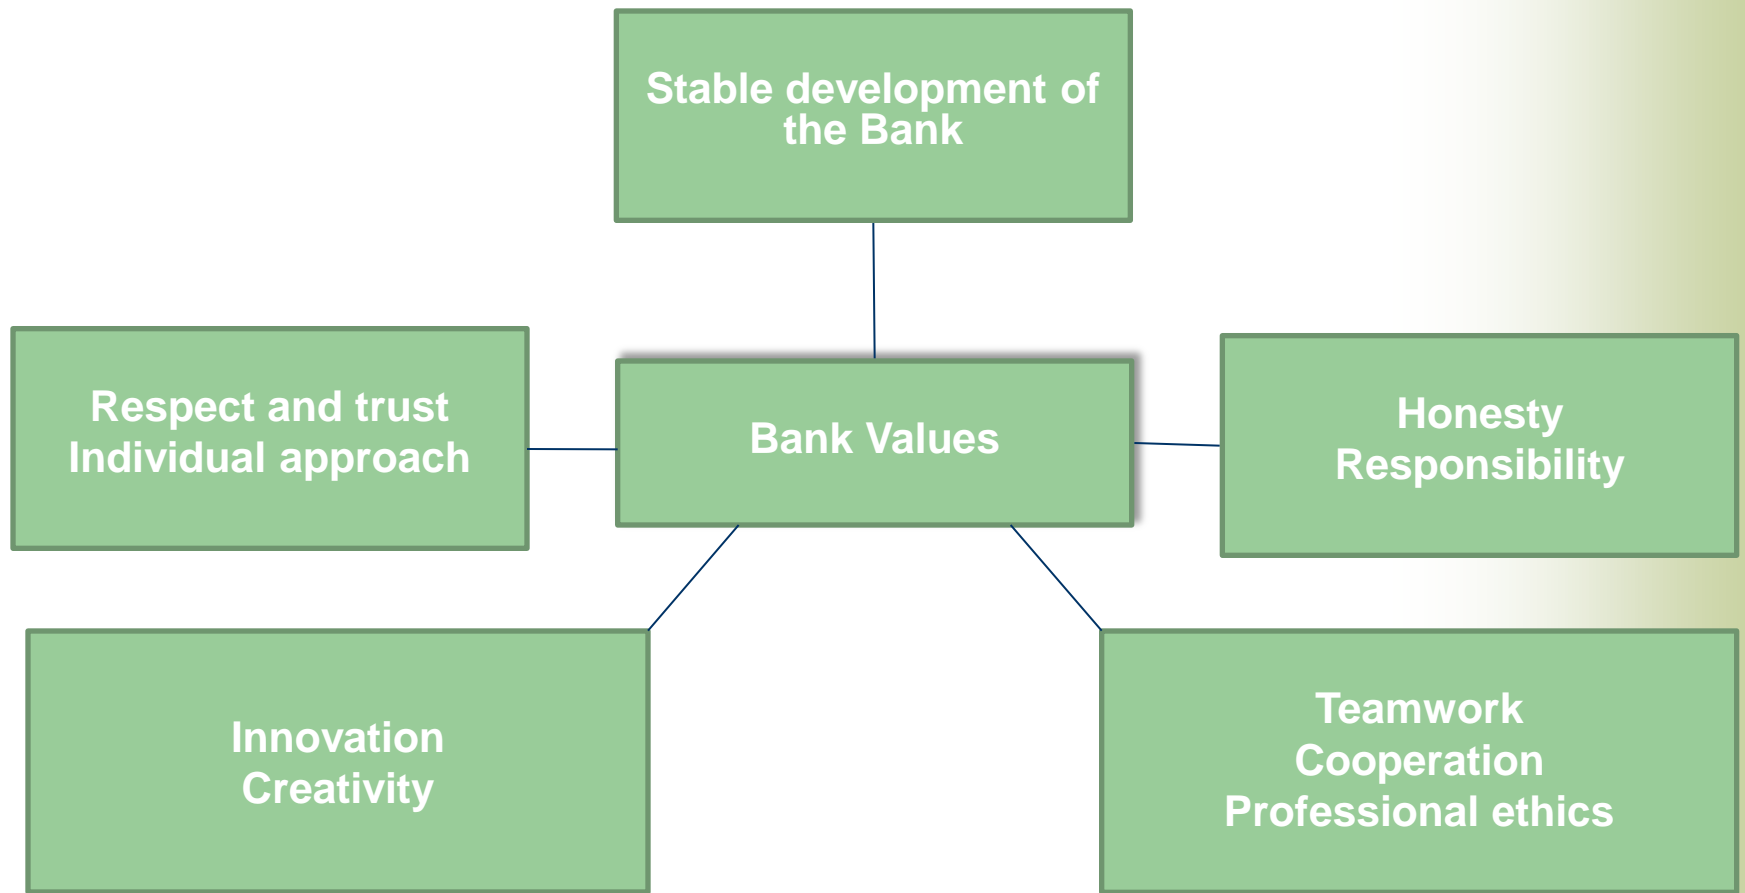 Stable development of
the Bank
Respect and trust
Individual approach
Bank Values
Honesty
Responsibility
Innovation
Creativity
Teamwork
Cooperation
Professional ethics